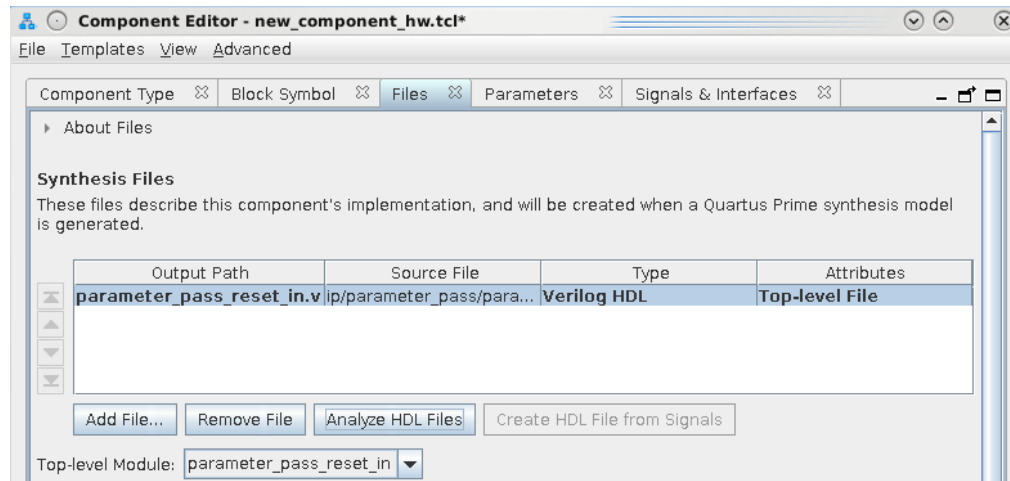 Component Editor - new_component_hw.tcl*
File Templates View Advanced
Component Type Block Symbol Files Parameters Signals & Interfaces
About Files
Synthesis Files
These files describe this component's implementation, and will be created when a Quartus Prime synthesis model
is generated.
Output Path Source File Type Attributes
parameter_pass_reset_in.v ip/parameter_pass/para... Verilog HDL Top-level File
Add File... Remove File Analyze HDL Files Create HDL File from Signals
Top-level Module: parameter_pass_reset_in